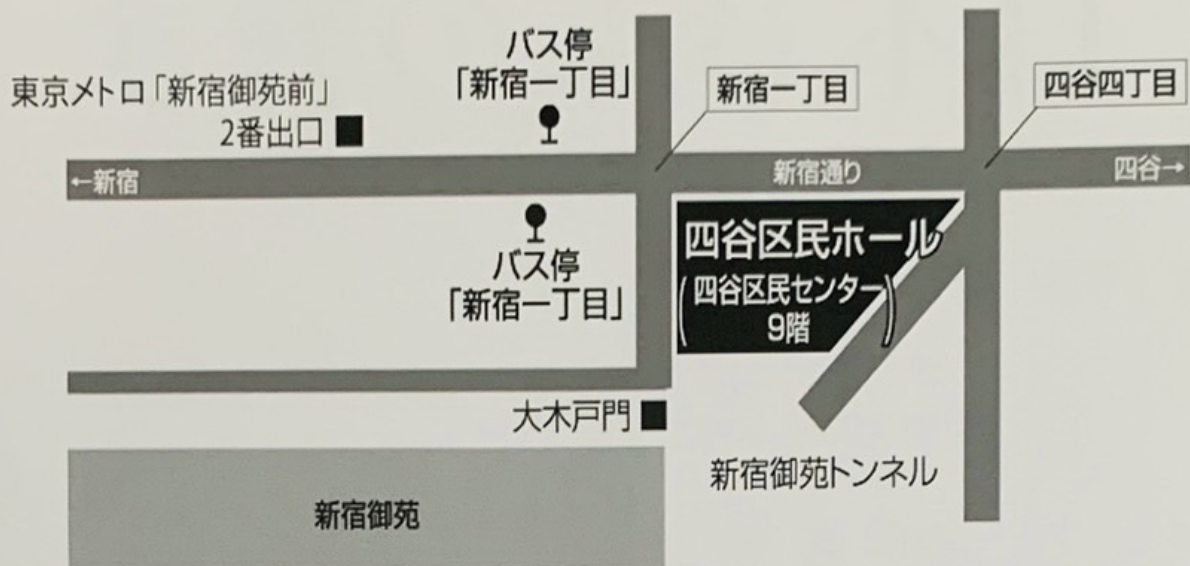 バス停
「新宿一丁目」
東京メトロ「新宿御苑前」
2番出口
新宿一丁目
四谷四丁目
←新宿
新宿通り
四谷→
バス停
「新宿一丁目」
四谷区民ホール
(四谷区民センター)
9階
大木戸門
新宿御苑トンネル
新宿御苑